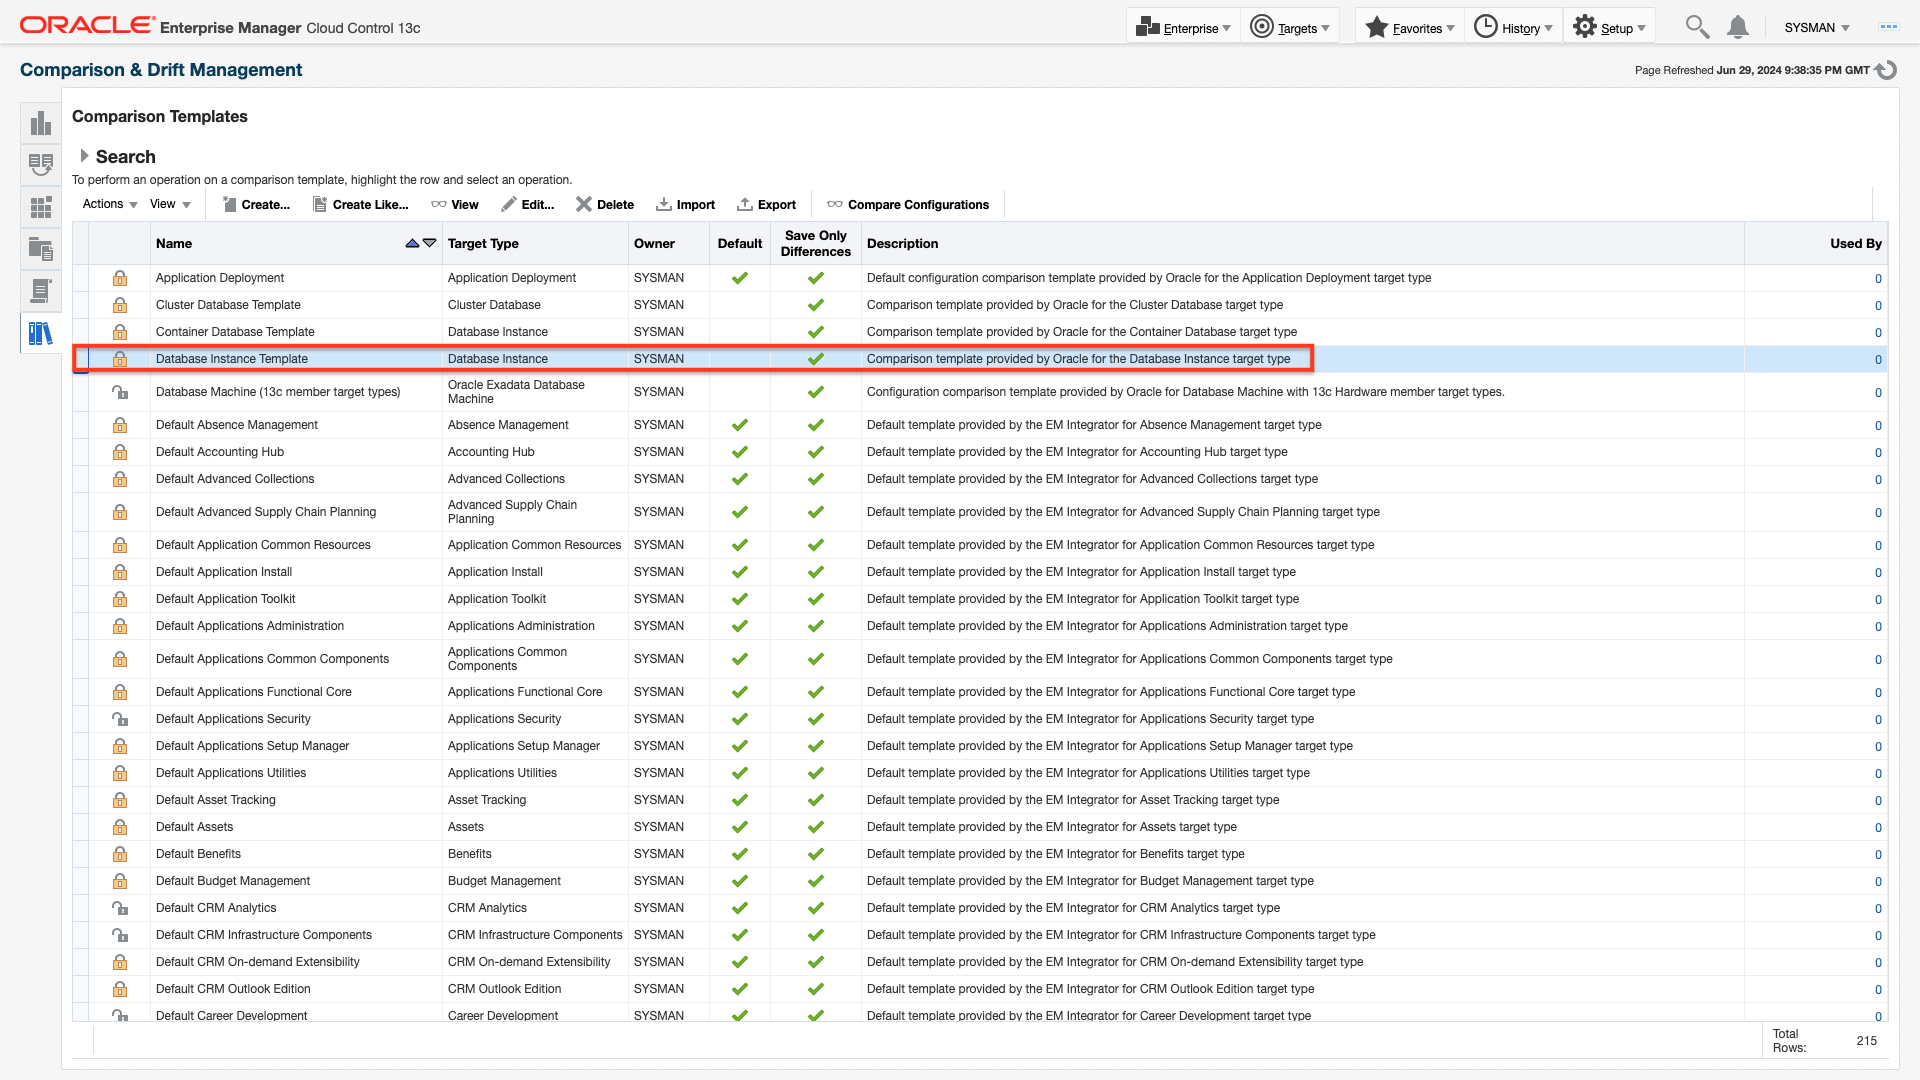 ORACLE Enterprise Manager Cloud Control 13c
Enterprise Targets Favorites History Setup SYSMAN
Comparison & Drift Management
Page Refreshed Jun 29, 2024 9:38:35 PM GMT
Comparison Templates
Search
To perform an operation on a comparison template, highlight the row and select an operation.
Actions View Create... Create Like... View Edit... Delete Import Export Compare Configurations
Name Target Type Owner Default Save Only Differences Description Used By
Application Deployment Application Deployment SYSMAN Default configuration comparison template provided by Oracle for the Application Deployment target type 0
Cluster Database Template Cluster Database SYSMAN Comparison template provided by Oracle for the Cluster Database target type 0
Container Database Template Database Instance SYSMAN Comparison template provided by Oracle for the Container Database target type 0
Database Instance Template Database Instance SYSMAN Comparison template provided by Oracle for the Database Instance target type 0
Database Machine (13c member target types) Oracle Exadata Database Machine SYSMAN Configuration comparison template provided by Oracle for Database Machine with 13c Hardware member target types. 0
Default Absence Management Absence Management SYSMAN Default template provided by the EM Integrator for Absence Management target type 0
Default Accounting Hub Accounting Hub SYSMAN Default template provided by the EM Integrator for Accounting Hub target type 0
Default Advanced Collections Advanced Collections SYSMAN Default template provided by the EM Integrator for Advanced Collections target type 0
Default Advanced Supply Chain Planning Advanced Supply Chain Planning SYSMAN Default template provided by the EM Integrator for Advanced Supply Chain Planning target type 0
Default Application Common Resources Application Common Resources SYSMAN Default template provided by the EM Integrator for Application Common Resources target type 0
Default Application Install Application Install SYSMAN Default template provided by the EM Integrator for Application Install target type 0
Default Application Toolkit Application Toolkit SYSMAN Default template provided by the EM Integrator for Application Toolkit target type 0
Default Applications Administration Applications Administration SYSMAN Default template provided by the EM Integrator for Applications Administration target type 0
Default Applications Common Components Applications Common Components SYSMAN Default template provided by the EM Integrator for Applications Common Components target type 0
Default Applications Functional Core Applications Functional Core SYSMAN Default template provided by the EM Integrator for Applications Functional Core target type 0
Default Applications Security Applications Security SYSMAN Default template provided by the EM Integrator for Applications Security target type 0
Default Applications Setup Manager Applications Setup Manager SYSMAN Default template provided by the EM Integrator for Applications Setup Manager target type 0
Default Applications Utilities Applications Utilities SYSMAN Default template provided by the EM Integrator for Applications Utilities target type 0
Default Asset Tracking Asset Tracking SYSMAN Default template provided by the EM Integrator for Asset Tracking target type 0
Default Assets Assets SYSMAN Default template provided by the EM Integrator for Assets target type 0
Default Benefits Benefits SYSMAN Default template provided by the EM Integrator for Benefits target type 0
Default Budget Management Budget Management SYSMAN Default template provided by the EM Integrator for Budget Management target type 0
Default CRM Analytics CRM Analytics SYSMAN Default template provided by the EM Integrator for CRM Analytics target type 0
Default CRM Infrastructure Components CRM Infrastructure Components SYSMAN Default template provided by the EM Integrator for CRM Infrastructure Components target type 0
Default CRM On-demand Extensibility CRM On-demand Extensibility SYSMAN Default template provided by the EM Integrator for CRM On-demand Extensibility target type 0
Default CRM Outlook Edition CRM Outlook Edition SYSMAN Default template provided by the EM Integrator for CRM Outlook Edition target type 0
Default Career Development Career Development SYSMAN Default template provided by the EM Integrator for Career Development target type 0
Total Rows: 215